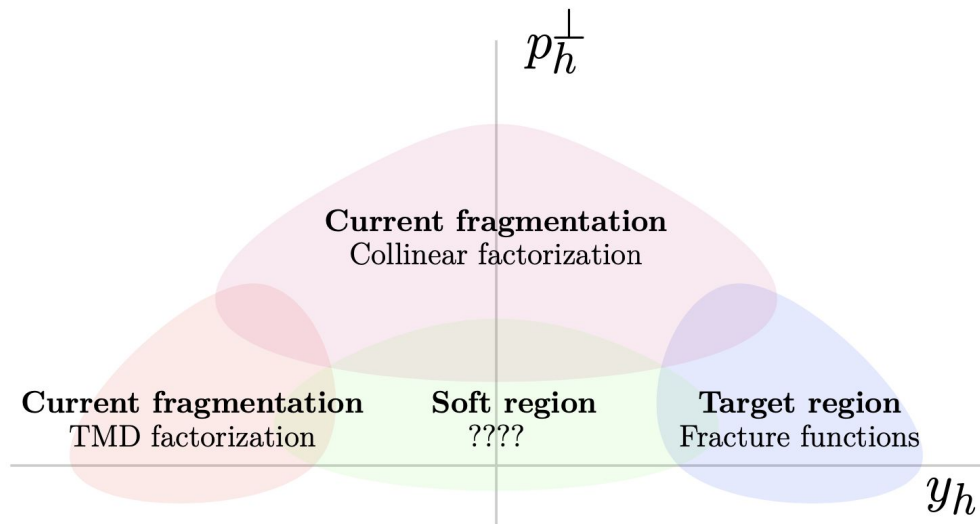 p_h^⊥
Current fragmentation
Collinear factorization
Current fragmentation
TMD factorization
Soft region
????
Target region
Fracture functions
y_h